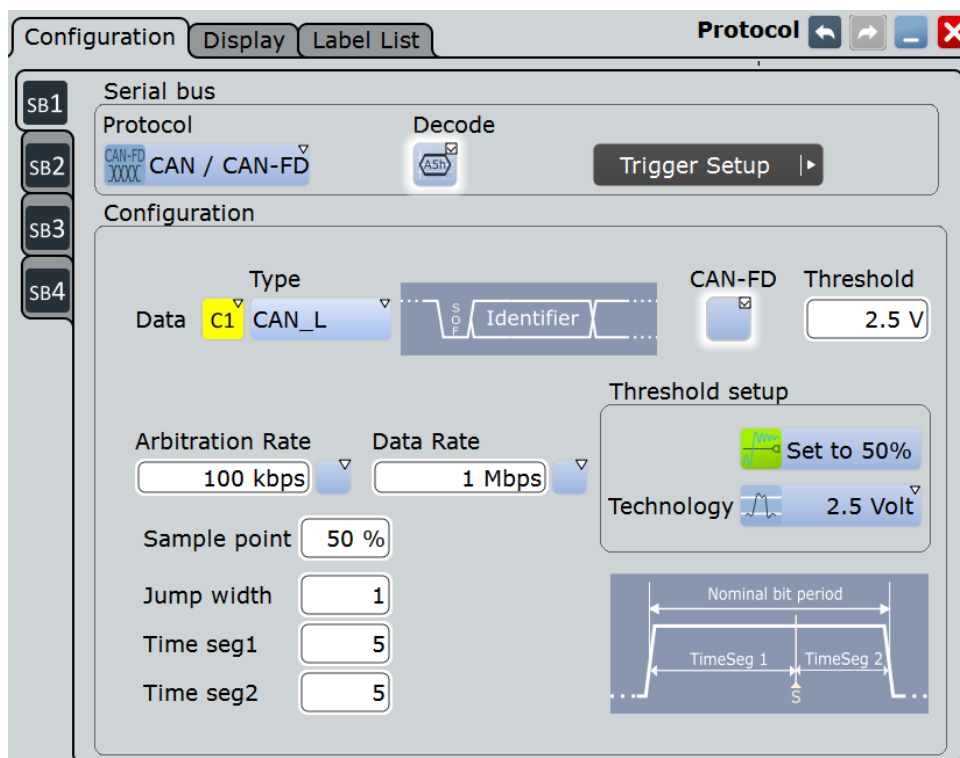 Configuration Display Label List Protocol
SB1
SB2
SB3
SB4
Serial bus
Protocol Decode
CAN-FD CAN / CAN-FD A5h Trigger Setup
Configuration
Type CAN-FD Threshold
Data C1 CAN_L SOF Identifier 2.5 V
Threshold setup
Arbitration Rate Data Rate
Set to 50%
100 kbps 1 Mbps
Technology 2.5 Volt
Sample point 50 %
Jump width 1
Time seg1 5
Time seg2 5
Nominal bit period
TimeSeg 1 TimeSeg 2
S